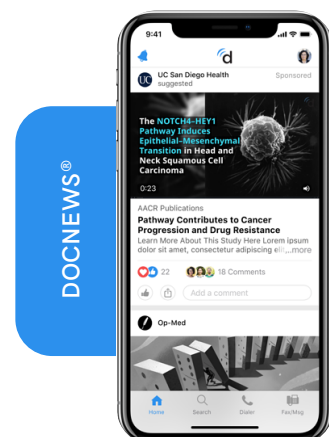 DOCNEWS®
9:41
d
UC
UC San Diego Health
suggested
Sponsored
The NOTCH4–HEY1
Pathway Induces
Epithelial–Mesenchymal
Transition in Head and
Neck Squamous Cell
Carcinoma
0:23
AACR Publications
Pathway Contributes to Cancer
Progression and Drug Resistance
Learn More About This Study Here Lorem ipsum
dolor sit amet, consectetur adipiscing eli...more
22
18 Comments
Add a comment
Op-Med
Home
Search
Dialer
Fax/Msg